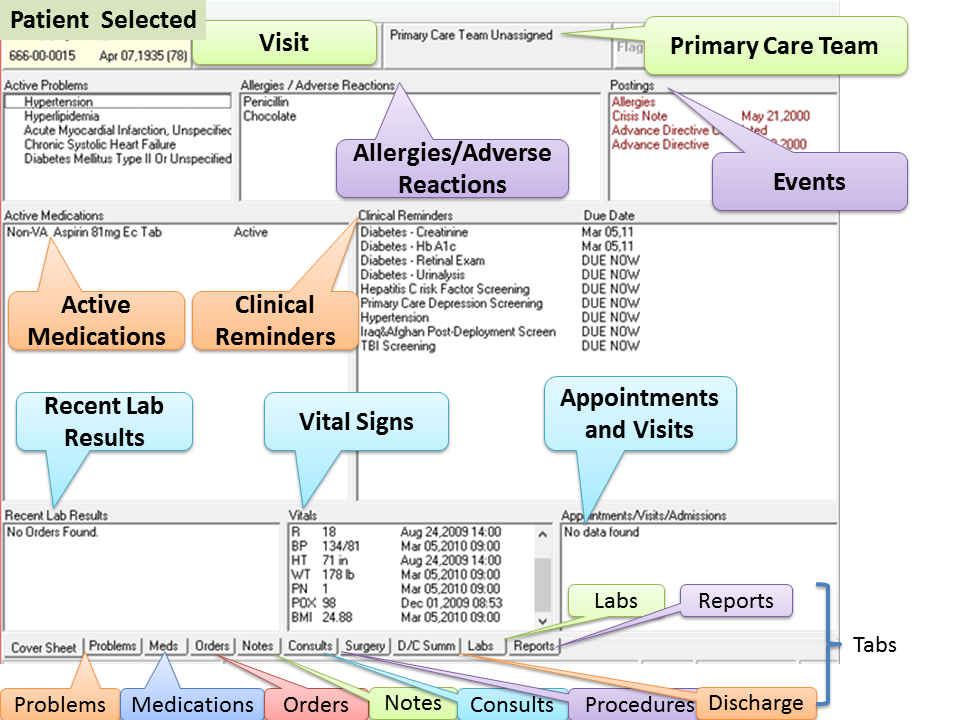 Patient Selected
Visit
Primary Care Team Unassigned
Primary Care Team
Flag
666-00-0015 Apr 07,1935 (78)
Active Problems
Hypertension
Hyperlipidemia
Acute Myocardial Infarction, Unspecified
Chronic Systolic Heart Failure
Diabetes Mellitus Type II Or Unspecified
Allergies / Adverse Reactions
Penicillin
Chocolate
Allergies/Adverse
Reactions
Postings
Allergies
Crisis Note May 21,2000
Advance Directive
Advance Directive
Events
Active Medications
Non-VA Aspirin 81mg Ec Tab Active
Active
Medications
Clinical
Reminders
Clinical Reminders Due Date
Diabetes - Creatinine Mar 05,11
Diabetes - Hb A1c Mar 05,11
Diabetes - Retinal Exam DUE NOW
Diabetes - Urinalysis DUE NOW
Hepatitis C risk Factor Screening DUE NOW
Primary Care Depression Screening DUE NOW
Hypertension DUE NOW
Iraq&Afghan Post-Deployment Screen DUE NOW
TBI Screening DUE NOW
Recent Lab
Results
Vital Signs
Appointments
and Visits
Recent Lab Results
No Orders Found.
Vitals
R 18 Aug 24,2009 14:00
BP 134/81 Mar 05,2010 09:00
HT 71 in Aug 24,2009 14:00
WT 178 lb Mar 05,2010 09:00
PN 1 Mar 05,2010 09:00
POX 98 Dec 01,2009 08:53
BMI 24.88 Mar 05,2010 09:00
Appointments/Visits/Admissions
No data found
Labs
Reports
Tabs
Cover Sheet Problems Meds Orders Notes Consults Surgery D/C Summ Labs Reports
Problems
Medications
Orders
Notes
Consults
Procedures
Discharge